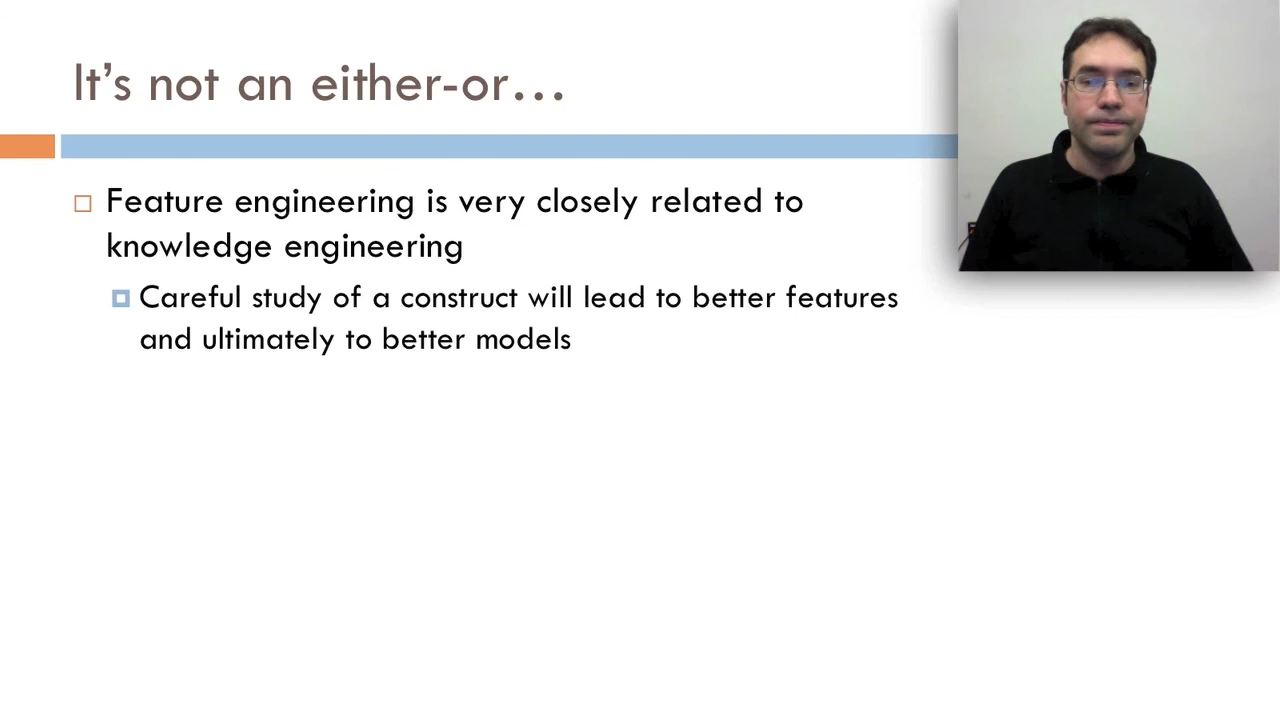 It’s not an either-or…
Feature engineering is very closely related to
knowledge engineering
Careful study of a construct will lead to better features
and ultimately to better models